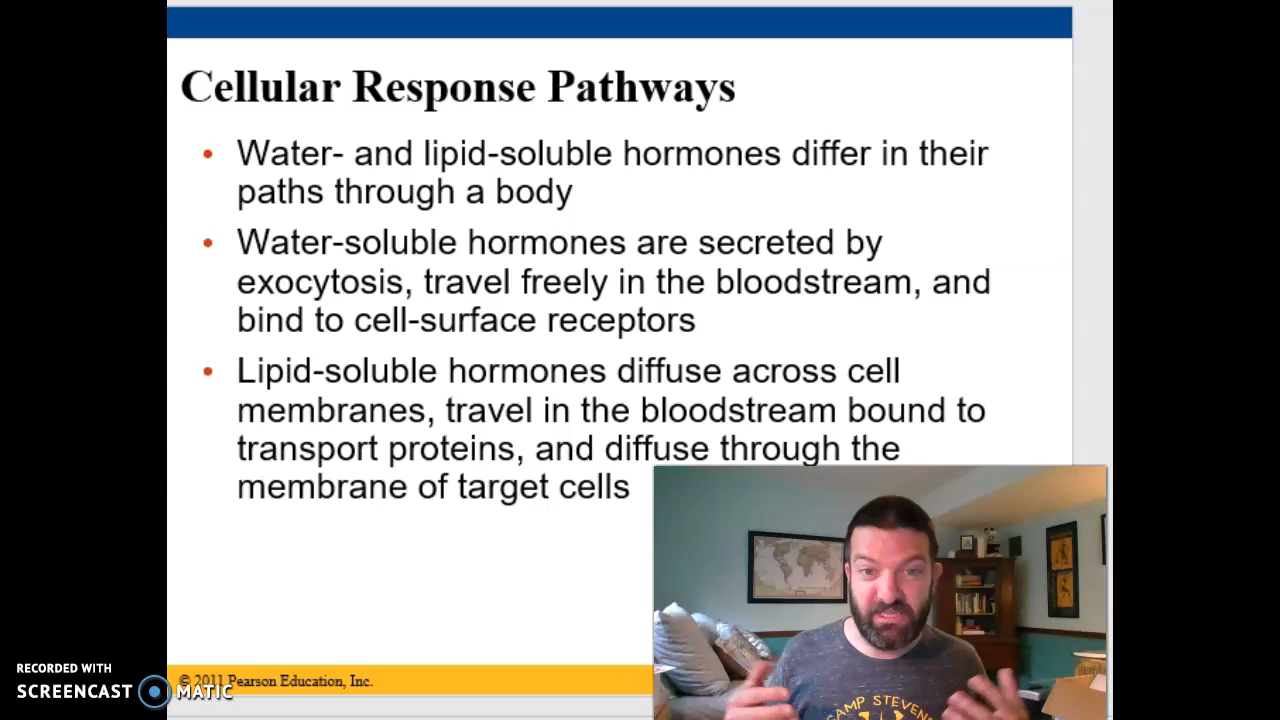 Cellular Response Pathways
• Water- and lipid-soluble hormones differ in their
paths through a body
• Water-soluble hormones are secreted by
exocytosis, travel freely in the bloodstream, and
bind to cell-surface receptors
• Lipid-soluble hormones diffuse across cell
membranes, travel in the bloodstream bound to
transport proteins, and diffuse through the
membrane of target cells
CAMP STEVENS
RECORDED WITH
SCREENCAST MATIC
© 2011 Pearson Education, Inc.